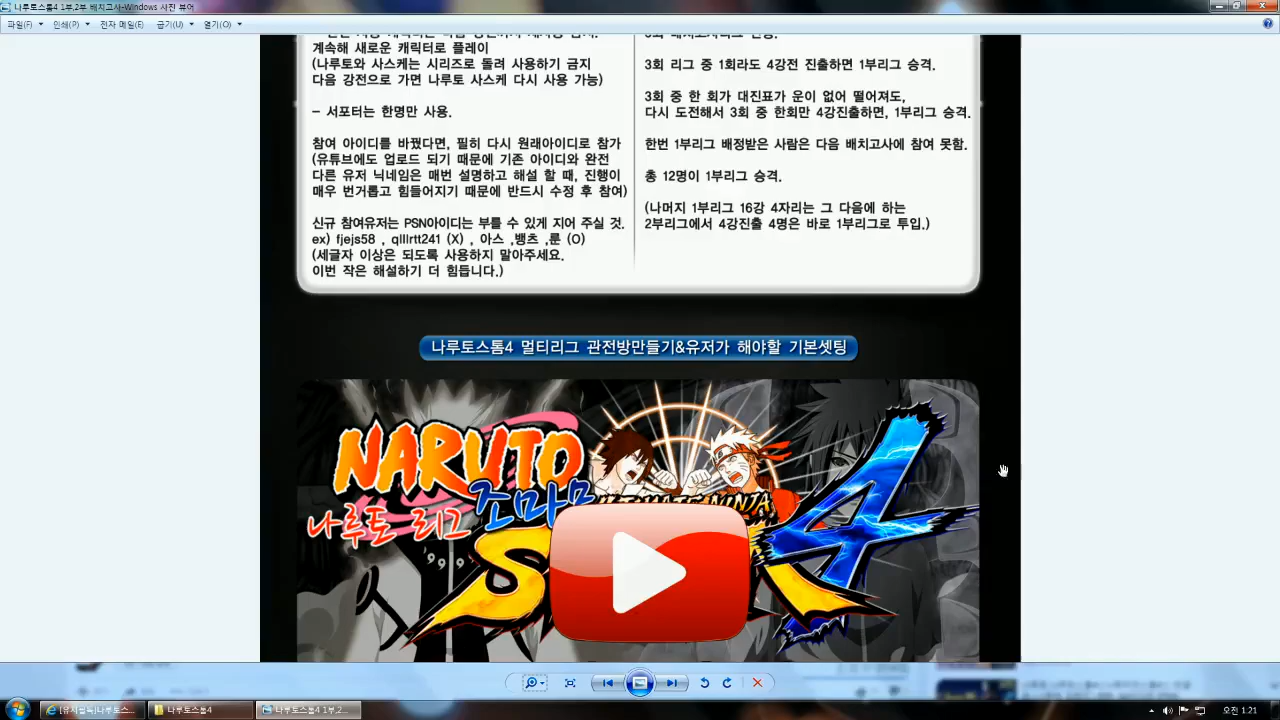 나루토스톰4 1부,2부 배치고사-Windows 사진 뷰어
파일(F) 인쇄(P) 전자 메일(E) 굽기(U) 열기(O)
계속해 새로운 캐릭터로 플레이
(나루토와 사스케는 시리즈로 돌려 사용하기 금지
다음 강전으로 가면 나루토 사스케 다시 사용 가능)
- 서포터는 한명만 사용.
참여 아이디를 바꿨다면, 필히 다시 원래아이디로 참가
(유튜브에도 업로드 되기 때문에 기존 아이디와 완전
다른 유저 닉네임은 매번 설명하고 해설 할 때, 진행이
매우 번거롭고 힘들어지기 때문에 반드시 수정 후 참여)
신규 참여유저는 PSN아이디는 부를 수 있게 지어 주실 것.
ex) fjejs58 , qlllrtt241 (X) , 아스 ,뱅츠 ,룬 (O)
(세글자 이상은 되도록 사용하지 말아주세요.
이번 작은 해설하기 더 힘듭니다.)
3회 리그 중 1회라도 4강전 진출하면 1부리그 승격.
3회 중 한 회가 대진표가 운이 없어 떨어져도,
다시 도전해서 3회 중 한회만 4강진출하면, 1부리그 승격.
한번 1부리그 배정받은 사람은 다음 배치고사에 참여 못함.
총 12명이 1부리그 승격.
(나머지 1부리그 16강 4자리는 그 다음에 하는
2부리그에서 4강진출 4명은 바로 1부리그로 투입.)
나루토스톰4 멀티리그 관전방만들기&유저가 해야할 기본셋팅
NARUTO
나루토 리그
NINJA
4
[유저필독]나루토스...
나루토스톰4
나루토스톰4 1부,2...
오전 1:21